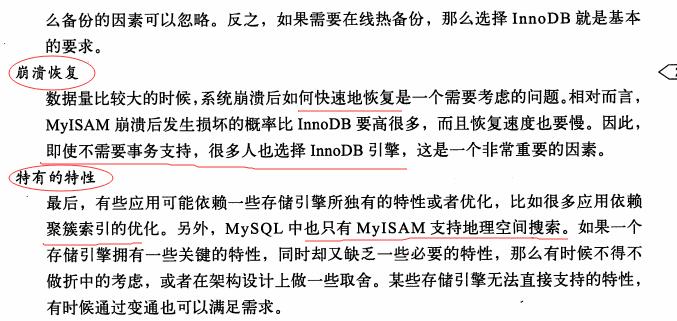 么备份的因素可以忽略。反之，如果需要在线热备份，那么选择 InnoDB 就是基本
的要求。
崩溃恢复
数据量比较大的时候，系统崩溃后如何快速地恢复是一个需要考虑的问题。相对而言，
MyISAM 崩溃后发生损坏的概率比 InnoDB 要高很多，而且恢复速度也要慢。因此，
即使不需要事务支持，很多人也选择 InnoDB 引擎，这是一个非常重要的因素。
特有的特性
最后，有些应用可能依赖一些存储引擎所独有的特性或者优化，比如很多应用依赖
聚簇索引的优化。另外，MySQL 中也只有 MyISAM 支持地理空间搜索。如果一个
存储引擎拥有一些关键的特性，同时却又缺乏一些必要的特性，那么有时候不得不
做折中的考虑，或者在架构设计上做一些取舍。某些存储引擎无法直接支持的特性，
有时候通过变通也可以满足需求。